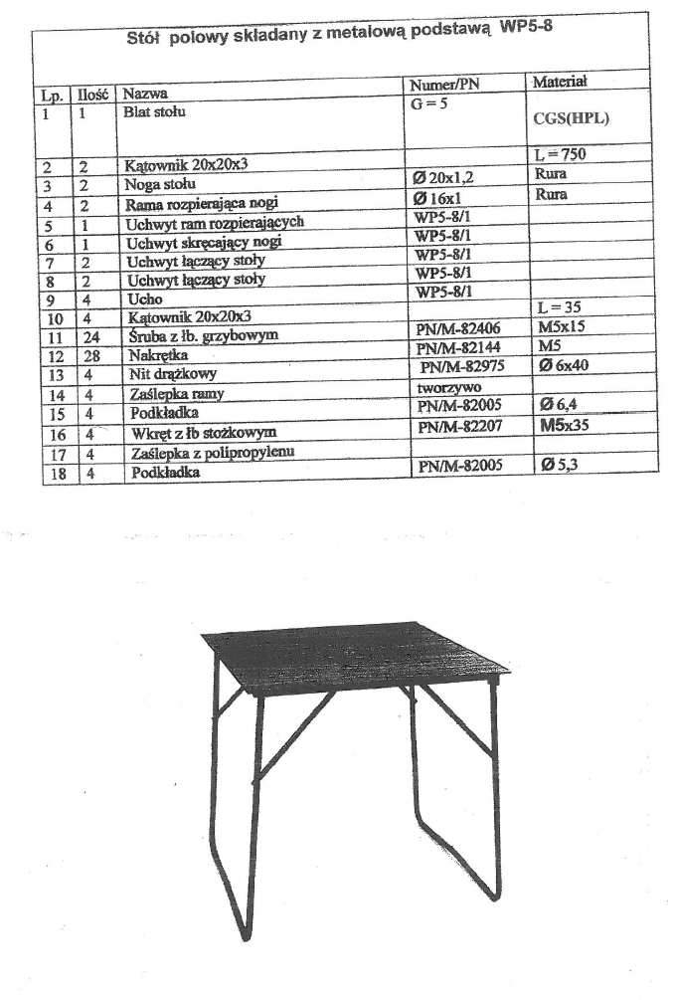 Stół polowy składany z metalową podstawą WP5-8
Lp. Ilość Nazwa Numer/PN Materiał
1 1 Blat stołu G = 5 CGS(HPL)
2 2 Kątownik 20x20x3 L = 750
3 2 Noga stołu Ø 20x1,2 Rura
4 2 Rama rozpierająca nogi Ø 16x1 Rura
5 1 Uchwyt ram rozpierających WP5-8/1
6 1 Uchwyt skręcający nogi WP5-8/1
7 2 Uchwyt łączący stoły WP5-8/1
8 2 Uchwyt łączący stoły WP5-8/1
9 4 Ucho WP5-8/1
10 4 Kątownik 20x20x3 L = 35
11 24 Śruba z łb. grzybowym PN/M-82406 M5x15
12 28 Nakrętka PN/M-82144 M5
13 4 Nit drążkowy PN/M-82975 Ø 6x40
14 4 Zaślepka ramy tworzywo
15 4 Podkładka PN/M-82005 Ø 6,4
16 4 Wkręt z łb stożkowym PN/M-82207 M5x35
17 4 Zaślepka z polipropylenu
18 4 Podkładka PN/M-82005 Ø 5,3